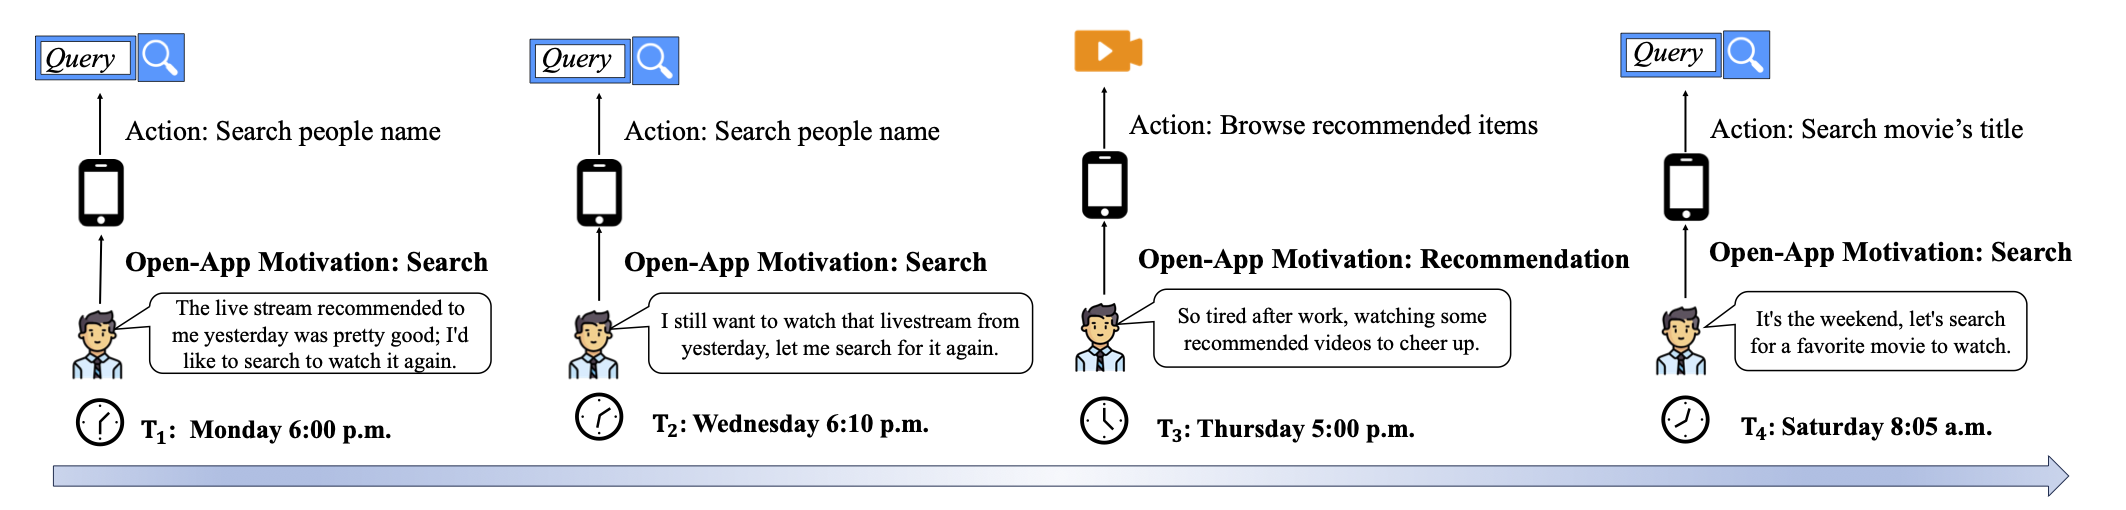 Query
Action: Search people name
Open-App Motivation: Search
The live stream recommended to
me yesterday was pretty good; I'd
like to search to watch it again.
T1: Monday 6:00 p.m.
Query
Action: Search people name
Open-App Motivation: Search
I still want to watch that livestream from
yesterday, let me search for it again.
T2: Wednesday 6:10 p.m.
Action: Browse recommended items
Open-App Motivation: Recommendation
So tired after work, watching some
recommended videos to cheer up.
T3: Thursday 5:00 p.m.
Query
Action: Search movie’s title
Open-App Motivation: Search
It's the weekend, let's search
for a favorite movie to watch.
T4: Saturday 8:05 a.m.